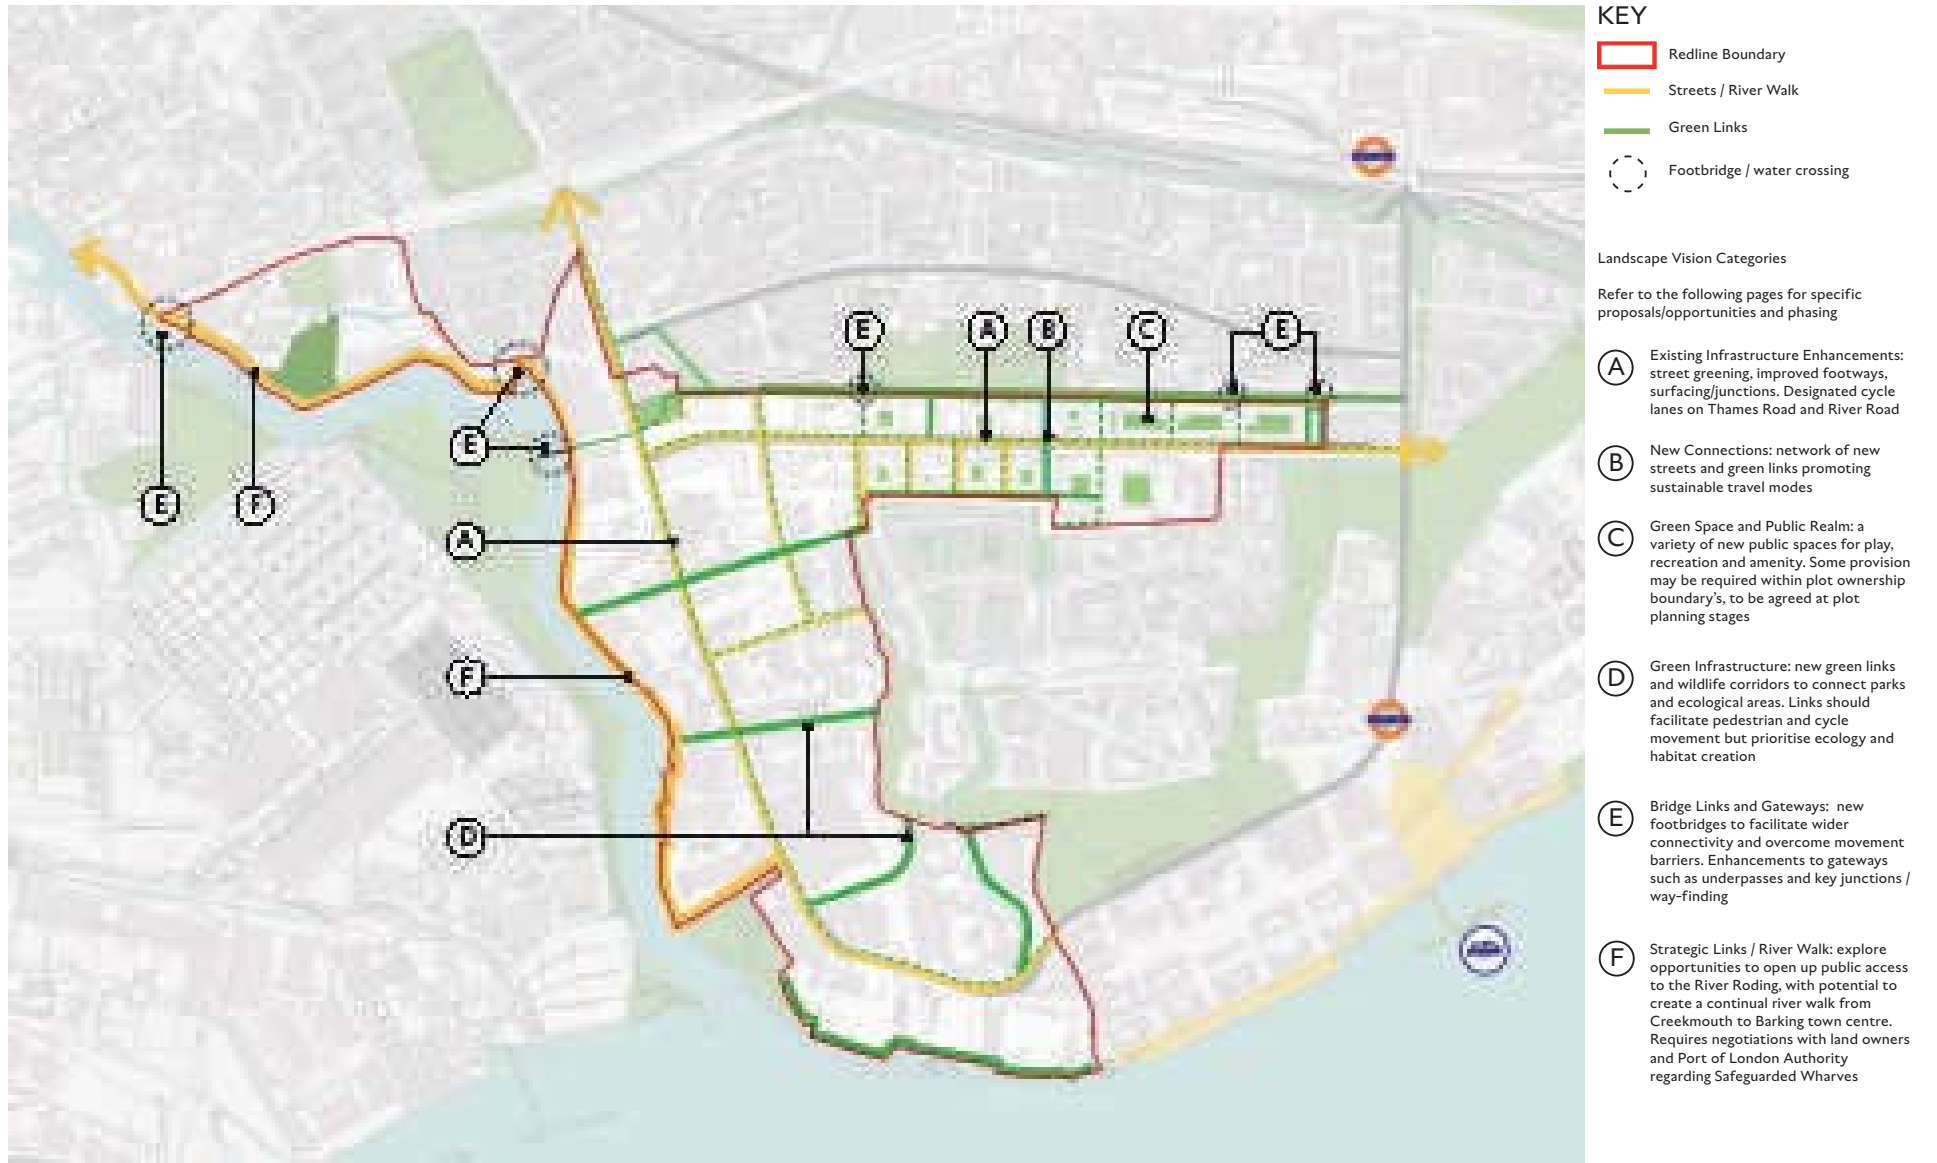 E
A
B
C
E
E
E
F
A
F
D
KEY
Redline Boundary
Streets / River Walk
Green Links
Footbridge / water crossing
Landscape Vision Categories
Refer to the following pages for specific
proposals/opportunities and phasing
A
Existing Infrastructure Enhancements:
street greening, improved footways,
surfacing/junctions. Designated cycle
lanes on Thames Road and River Road
B
New Connections: network of new
streets and green links promoting
sustainable travel modes
C
Green Space and Public Realm: a
variety of new public spaces for play,
recreation and amenity. Some provision
may be required within plot ownership
boundary's, to be agreed at plot
planning stages
D
Green Infrastructure: new green links
and wildlife corridors to connect parks
and ecological areas. Links should
facilitate pedestrian and cycle
movement but prioritise ecology and
habitat creation
E
Bridge Links and Gateways: new
footbridges to facilitate wider
connectivity and overcome movement
barriers. Enhancements to gateways
such as underpasses and key junctions /
way-finding
F
Strategic Links / River Walk: explore
opportunities to open up public access
to the River Roding, with potential to
create a continual river walk from
Creekmouth to Barking town centre.
Requires negotiations with land owners
and Port of London Authority
regarding Safeguarded Wharves